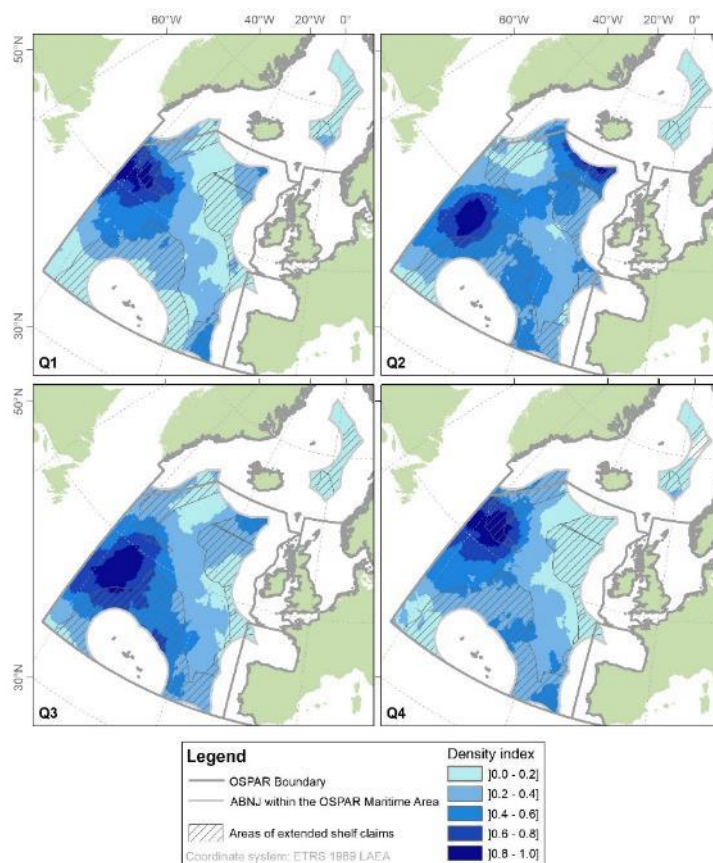 60°W 40°W 20°W 0° 60°W 40°W 20°W 0°
50°N
30°N
Q1 Q2
50°N
30°N
Q3 Q4
Legend
OSPAR Boundary
ABNJ within the OSPAR Maritime Area
Areas of extended shelf claims
Coordinate system: ETRS 1989 LAEA
Density index
]0.0 - 0.2]
]0.2 - 0.4]
]0.4 - 0.6]
]0.6 - 0.8]
]0.8 - 1.0]